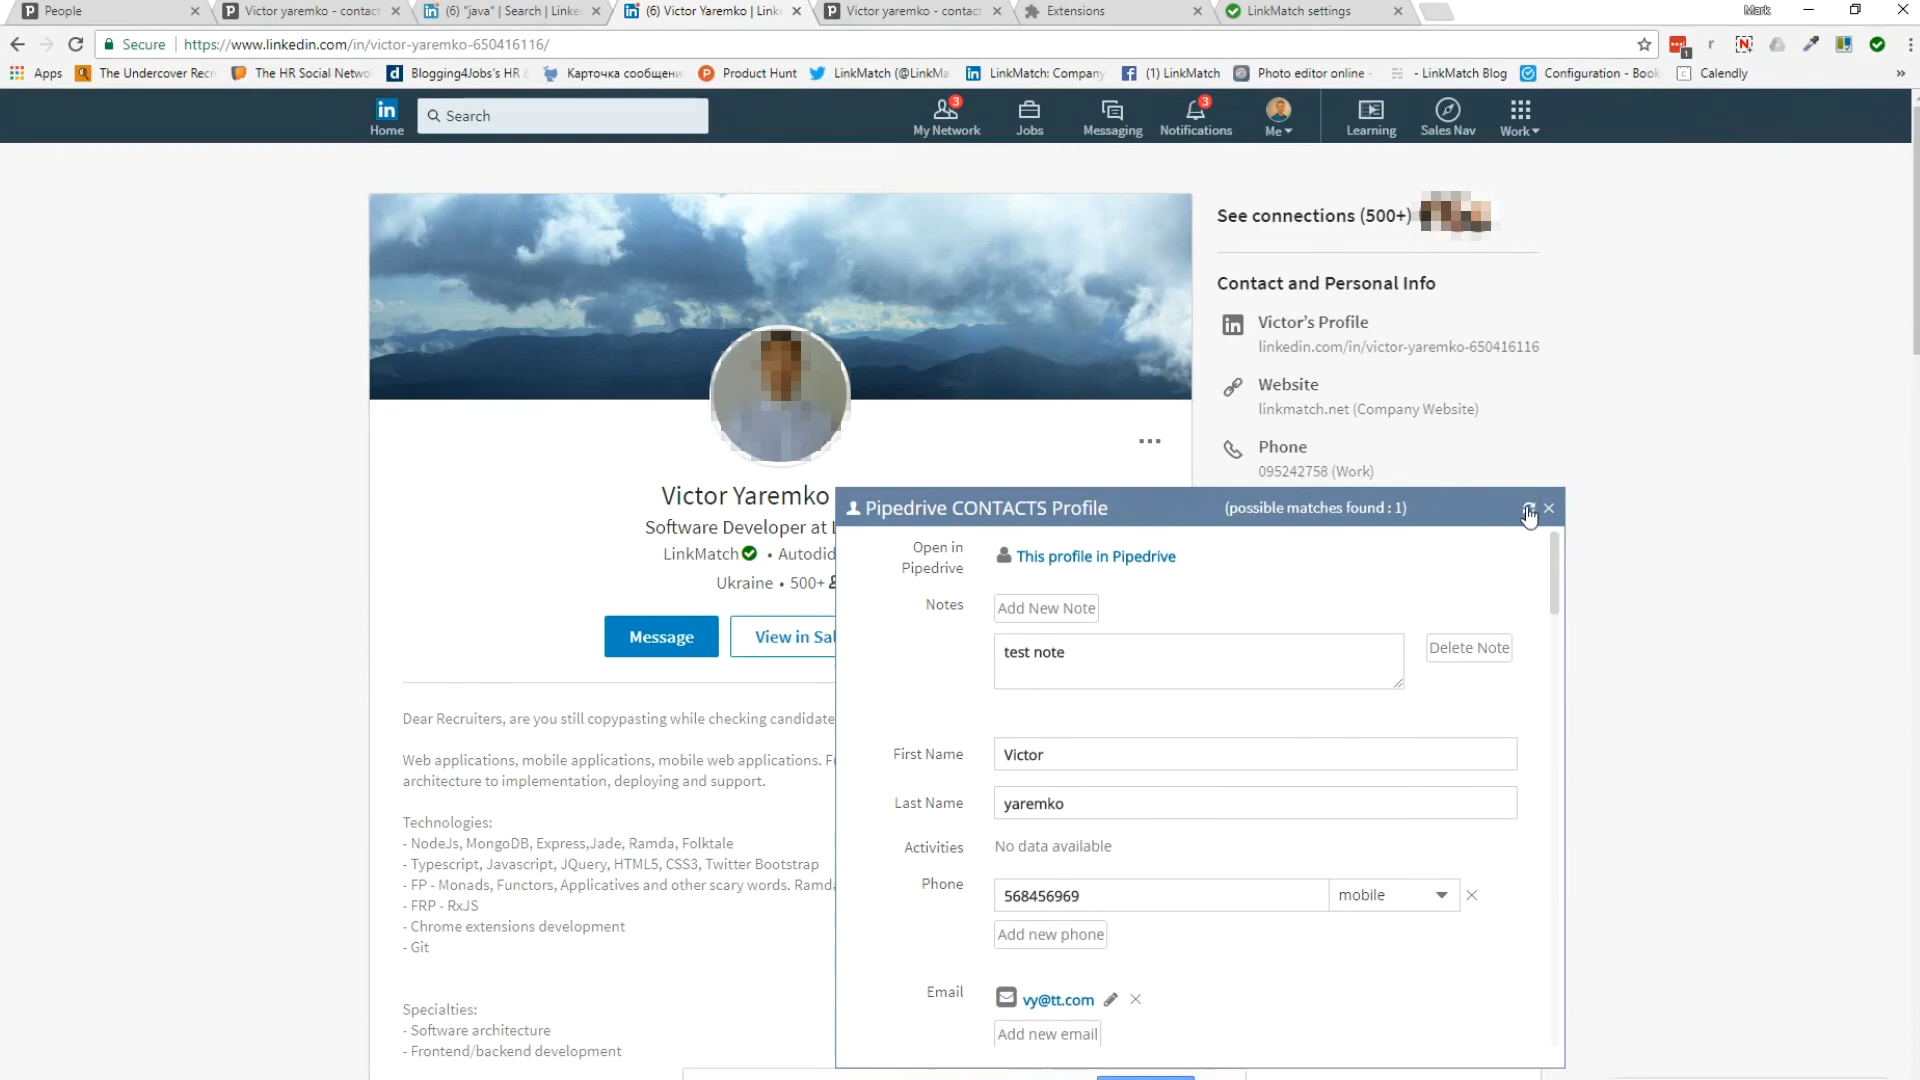 People
Victor yaremko - contact
(6) "java" | Search | Linke
(6) Victor Yaremko | Link
Victor yaremko - contact
Extensions
LinkMatch settings
Mark
Secure
https://www.linkedin.com/in/victor-yaremko-650416116/
1
r
N
Apps
The Undercover Recr
The HR Social Netwo
Blogging4Jobs's HR
Карточка сообщени
Product Hunt
LinkMatch (@LinkMa
LinkMatch: Company
(1) LinkMatch
Photo editor online -
- LinkMatch Blog
Configuration - Book
Calendly
»
in
Home
Search
3
My Network
Jobs
Messaging
3
Notifications
Me
Learning
Sales Nav
Work
See connections (500+)
Contact and Personal Info
Victor's Profile
linkedin.com/in/victor-yaremko-650416116
Website
linkmatch.net (Company Website)
Phone
095242758 (Work)
Victor Yaremko
Software Developer at
LinkMatch • Autodid
Ukraine • 500+
Message
View in Sal
Dear Recruiters, are you still copypasting while checking candidate
Web applications, mobile applications, mobile web applications. F
architecture to implementation, deploying and support.
Technologies:
- NodeJs, MongoDB, Express,Jade, Ramda, Folktale
- Typescript, Javascript, JQuery, HTML5, CSS3, Twitter Bootstrap
- FP - Monads, Functors, Applicatives and other scary words. Ramda
- FRP - RxJS
- Chrome extensions development
- Git
Specialties:
- Software architecture
- Frontend/backend development
Pipedrive CONTACTS Profile
(possible matches found : 1)
Open in
Pipedrive
This profile in Pipedrive
Notes
Add New Note
test note
Delete Note
First Name
Victor
Last Name
yaremko
Activities
No data available
Phone
568456969
mobile
Add new phone
Email
vy@tt.com
Add new email